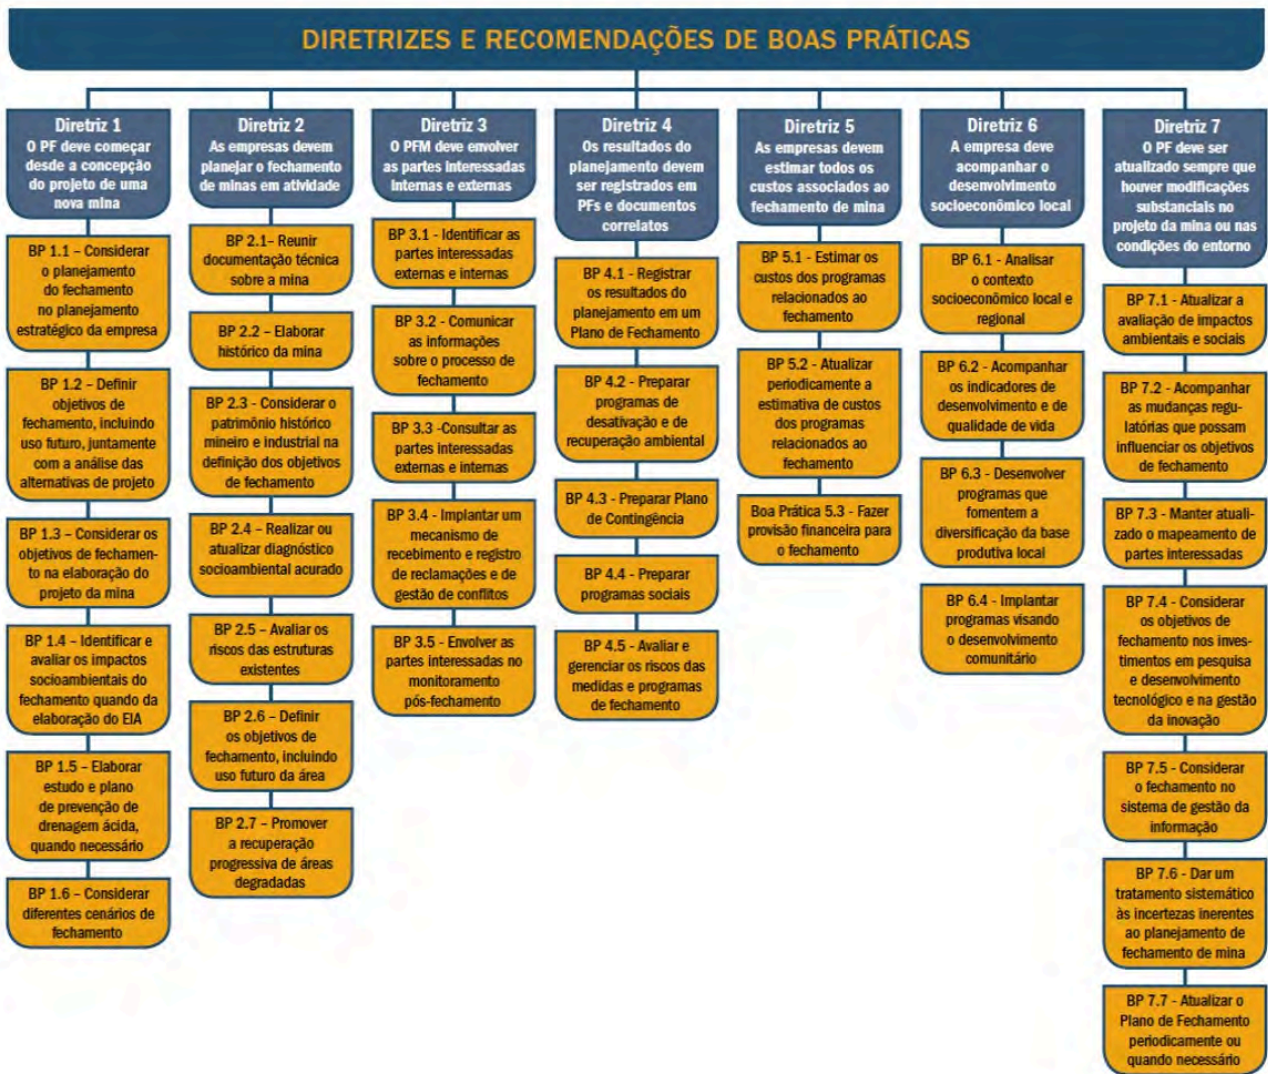 DIRETRIZES E RECOMENDAÇÕES DE BOAS PRÁTICAS
Diretriz 1
O PF deve começar
desde a concepção
do projeto de uma
nova mina
BP 1.1 – Considerar
o planejamento
do fechamento
no planejamento
estratégico da empresa
BP 1.2 – Definir
objetivos de
fechamento, incluindo
uso futuro, juntamente
com a análise das
alternativas de projeto
BP 1.3 – Considerar os
objetivos de fechamen-
to na elaboração do
projeto da mina
BP 1.4 – Identificar e
avaliar os impactos
socioambientais do
fechamento quando da
elaboração do EIA
BP 1.5 – Elaborar
estudo e plano
de prevenção de
drenagem ácida,
quando necessário
BP 1.6 – Considerar
diferentes cenários de
fechamento
Diretriz 2
As empresas devem
planejar o fechamento
de minas em atividade
BP 2.1– Reunir
documentação técnica
sobre a mina
BP 2.2 – Elaborar
histórico da mina
BP 2.3 – Considerar o
patrimônio histórico
mineiro e industrial na
definição dos objetivos
de fechamento
BP 2.4 – Realizar ou
atualizar diagnóstico
socioambiental acurado
BP 2.5 – Avaliar os
riscos das estruturas
existentes
BP 2.6 – Definir
os objetivos de
fechamento, incluindo
uso futuro da área
BP 2.7 – Promover
a recuperação
progressiva de áreas
degradadas
Diretriz 3
O PFM deve envolver
as partes interessadas
internas e externas
BP 3.1 - Identificar as
partes interessadas
externas e internas
BP 3.2 - Comunicar
as informações
sobre o processo de
fechamento
BP 3.3 -Consultar as
partes interessadas
externas e internas
BP 3.4 - Implantar um
mecanismo de
recebimento e registro
de reclamações e de
gestão de conflitos
BP 3.5 - Envolver as
partes interessadas no
monitoramento
pós-fechamento
Diretriz 4
Os resultados do
planejamento devem
ser registrados em
PFs e documentos
correlatos
BP 4.1 - Registrar
os resultados do
planejamento em um
Plano de Fechamento
BP 4.2 - Preparar
programas de
desativação e de
recuperação ambiental
BP 4.3 - Preparar Plano
de Contingência
BP 4.4 - Preparar
programas sociais
BP 4.5 - Avaliar e
gerenciar os riscos das
medidas e programas
de fechamento
Diretriz 5
As empresas devem
estimar todos os
custos associados ao
fechamento de mina
BP 5.1 - Estimar os
custos dos programas
relacionados ao
fechamento
BP 5.2 - Atualizar
periodicamente a
estimativa de custos
dos programas
relacionados ao
fechamento
Boa Prática 5.3 - Fazer
provisão financeira para
o fechamento
Diretriz 6
A empresa deve
acompanhar o
desenvolvimento
socioeconômico local
BP 6.1 - Analisar
o contexto
socioeconômico local e
regional
BP 6.2 - Acompanhar
os indicadores de
desenvolvimento e de
qualidade de vida
BP 6.3 - Desenvolver
programas que
fomentem a
diversificação da base
produtiva local
BP 6.4 - Implantar
programas visando
o desenvolvimento
comunitário
Diretriz 7
O PF deve ser
atualizado sempre que
houver modificações
substanciais no
projeto da mina ou nas
condições do entorno
BP 7.1 - Atualizar a
avaliação de impactos
ambientais e sociais
BP 7.2 - Acompanhar
as mudanças regu-
latórias que possam
influenciar os objetivos
de fechamento
BP 7.3 - Manter atuali-
zado o mapeamento de
partes interessadas
BP 7.4 - Considerar
os objetivos de
fechamento nos inves-
timentos em pesquisa
e desenvolvimento
tecnológico e na gestão
da inovação
BP 7.5 - Considerar
o fechamento no
sistema de gestão da
informação
BP 7.6 - Dar um
tratamento sistemático
às incertezas inerentes
ao planejamento de
fechamento de mina
BP 7.7 - Atualizar o
Plano de Fechamento
periodicamente ou
quando necessário